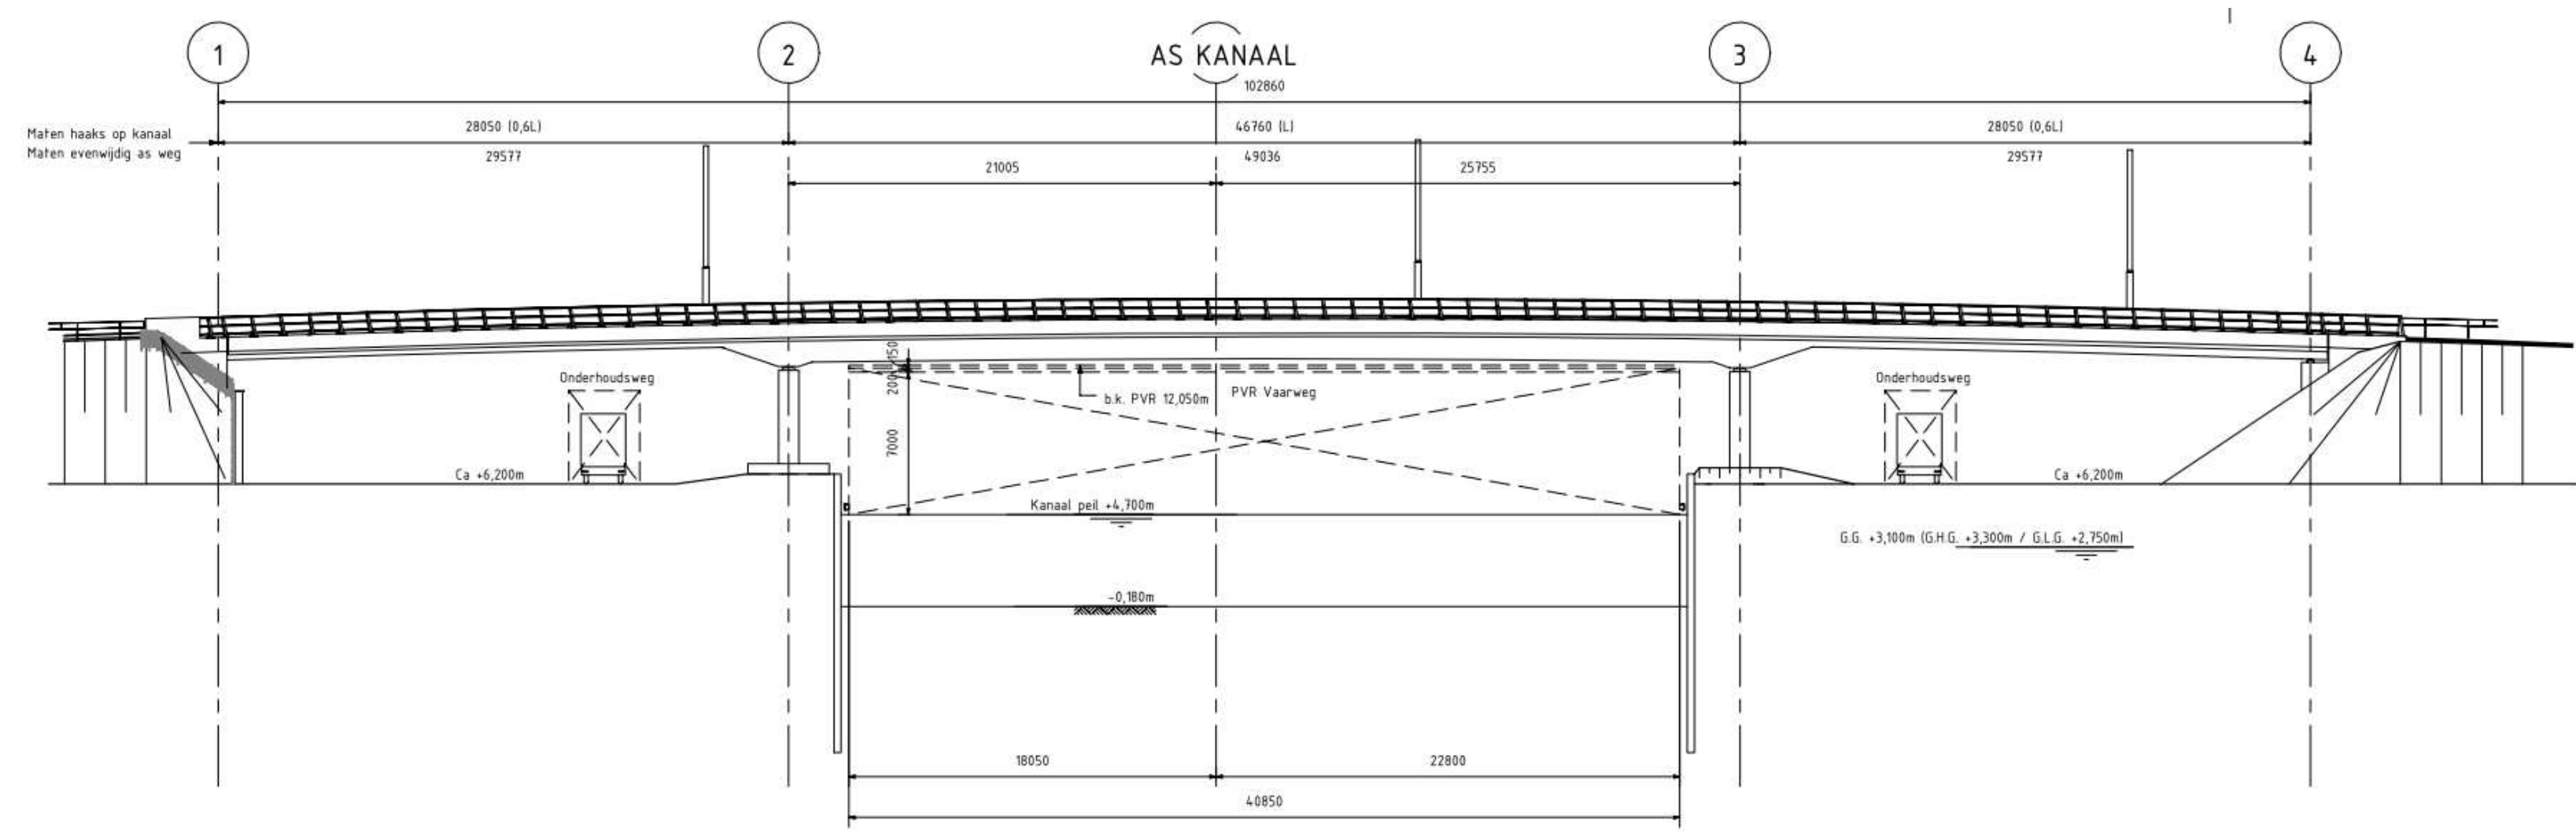 1
2
AS KANAAL
3
4
102860
Maten haaks op kanaal
28050 (0,6L)
46760 (L)
28050 (0,6L)
Maten evenwijdig as weg
29577
49036
29577
21005
25755
150
200
7000
Onderhoudsweg
b.k. PVR 12,050m
PVR Vaarweg
Onderhoudsweg
Ca +6,200m
Ca +6,200m
Kanaal peil +4,700m
G.G. +3,100m (G.H.G. +3,300m / G.L.G. +2,750m)
-0,180m
18050
22800
40850